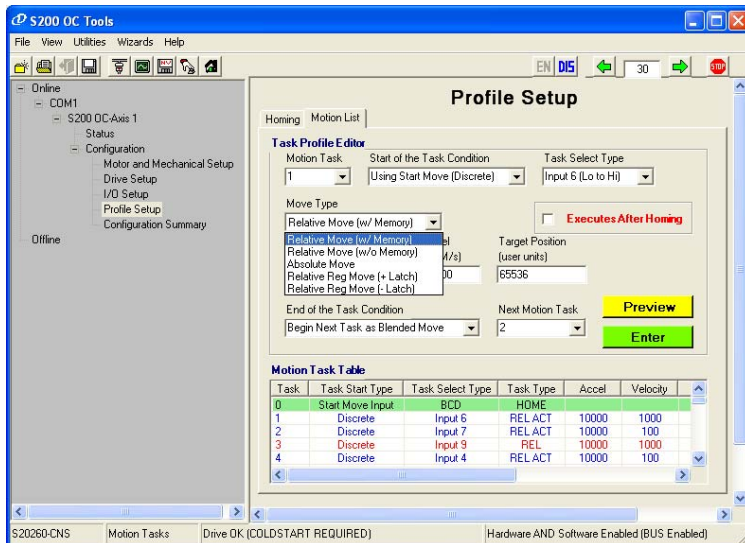 S200 OC Tools
File View Utilities Wizards Help
EN DIS 30 STOP
Online
COM1
S200 OC-Axis 1
Status
Configuration
Motor and Mechanical Setup
Drive Setup
I/O Setup
Profile Setup
Configuration Summary
Offline
Profile Setup
Homing Motion List
Task Profile Editor
Motion Task Start of the Task Condition Task Select Type
1 Using Start Move (Discrete) Input 6 (Lo to Hi)
Move Type
Relative Move (w/ Memory) Executes After Homing
Relative Move (w/ Memory)
Relative Move (w/o Memory)
Absolute Move
Relative Reg Move (+ Latch)
Relative Reg Move (- Latch)
Target Position
(user units)
65536
End of the Task Condition Next Motion Task Preview
Begin Next Task as Blended Move 2 Enter
Motion Task Table
Task Task Start Type Task Select Type Task Type Accel Velocity
0 Start Move Input BCD HOME
1 Discrete Input 6 REL ACT 10000 1000
2 Discrete Input 7 REL ACT 10000 100
3 Discrete Input 9 REL 10000 1000
4 Discrete Input 4 REL ACT 10000 100
S20260-CNS Motion Tasks Drive OK (COLDSTART REQUIRED) Hardware AND Software Enabled (BUS Enabled)